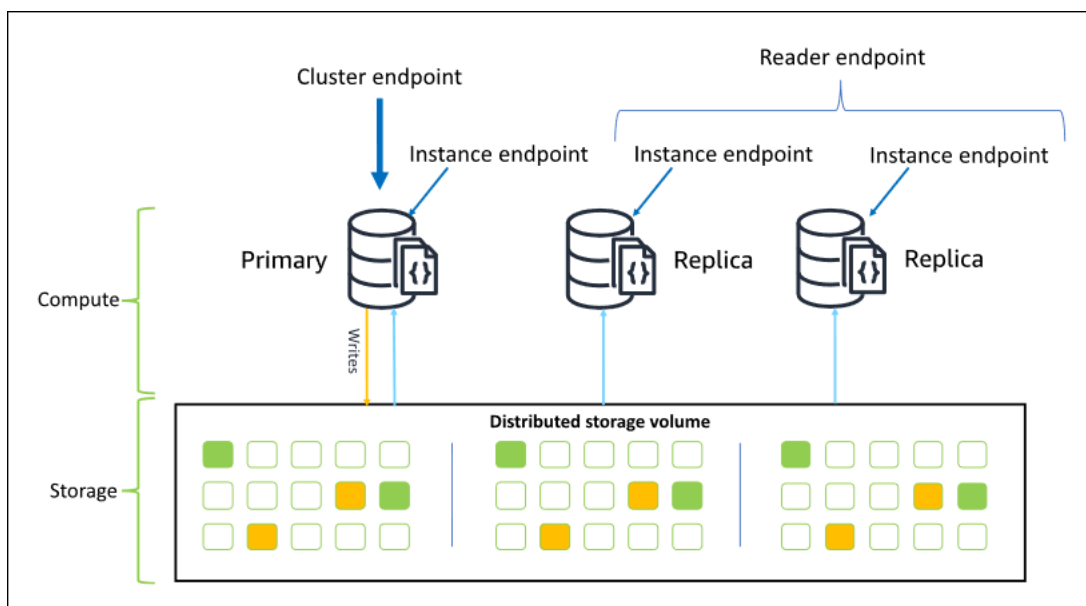 Reader endpoint
Cluster endpoint
Instance endpoint
Instance endpoint
Instance endpoint
Primary
{}
{}
Replica
{}
Replica
Compute
Writes
Distributed storage volume
Storage